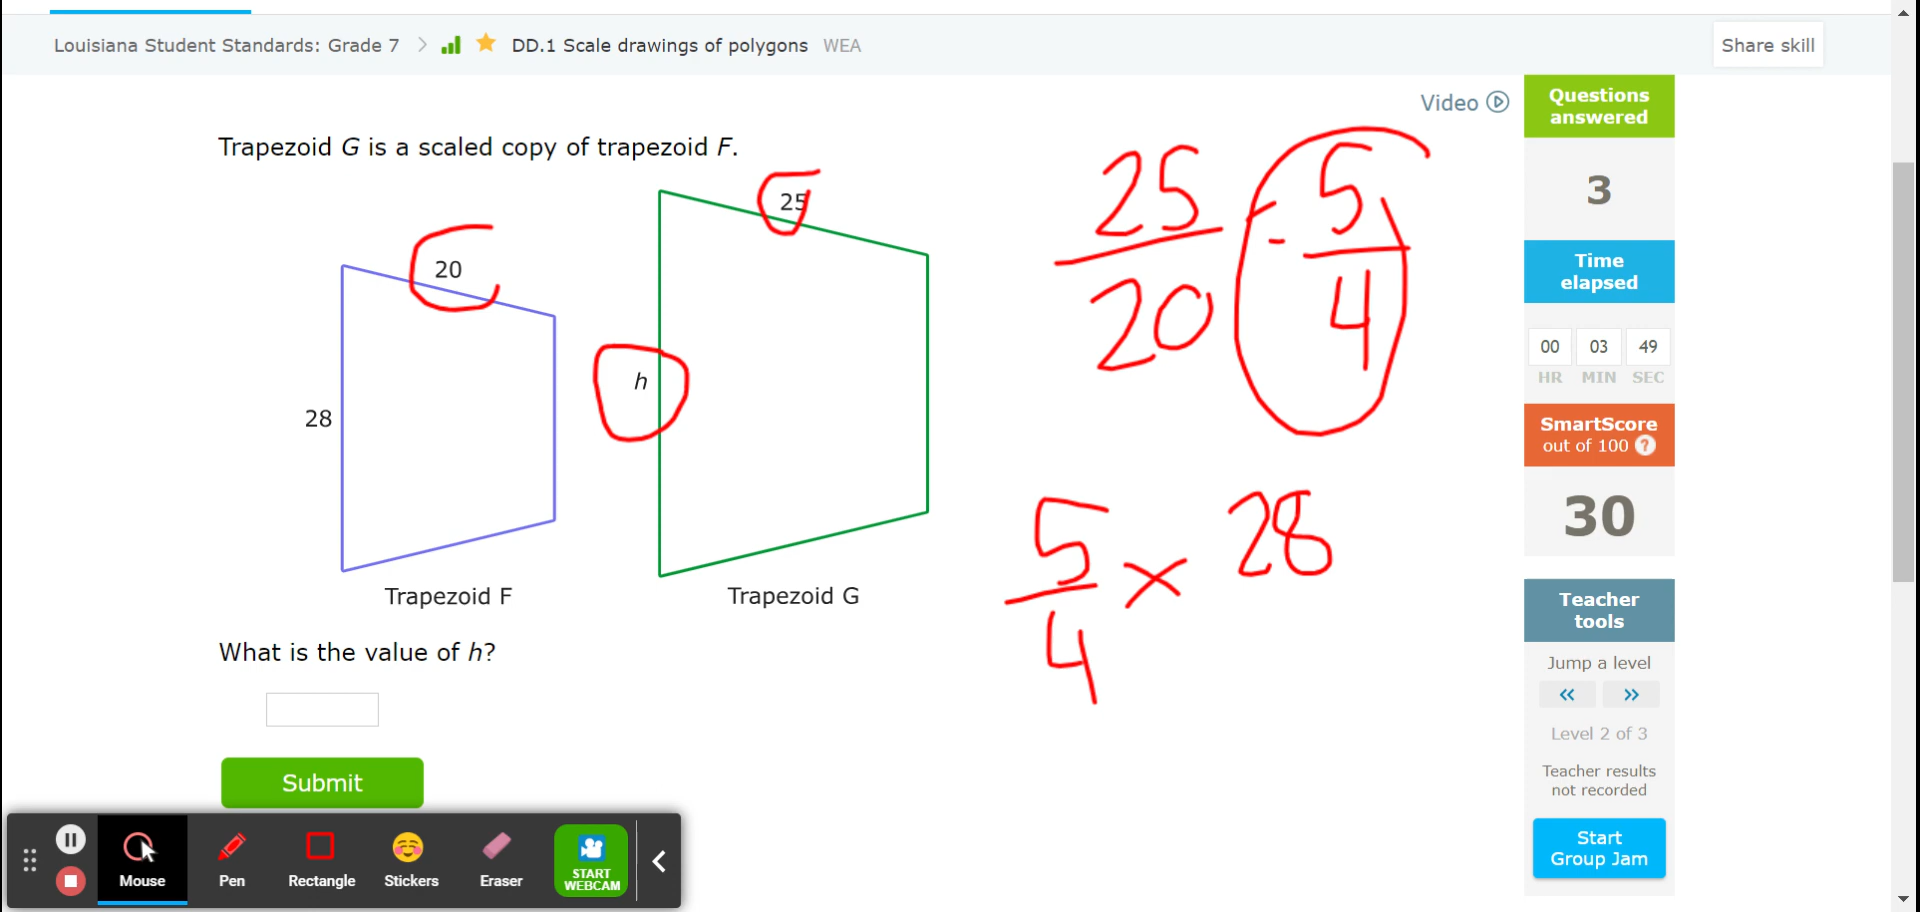 Louisiana Student Standards: Grade 7 > DD.1 Scale drawings of polygons WEA
Share skill
Video
Trapezoid G is a scaled copy of trapezoid F.
20
28
Trapezoid F
25
h
Trapezoid G
25
20
=
5
4
5
4
× 28
What is the value of h?
Submit
Questions
answered
3
Time
elapsed
00 03 49
HR MIN SEC
SmartScore
out of 100 ?
30
Teacher
tools
Jump a level
« »
Level 2 of 3
Teacher results
not recorded
Start
Group Jam
Mouse
Pen
Rectangle
Stickers
Eraser
START
WEBCAM